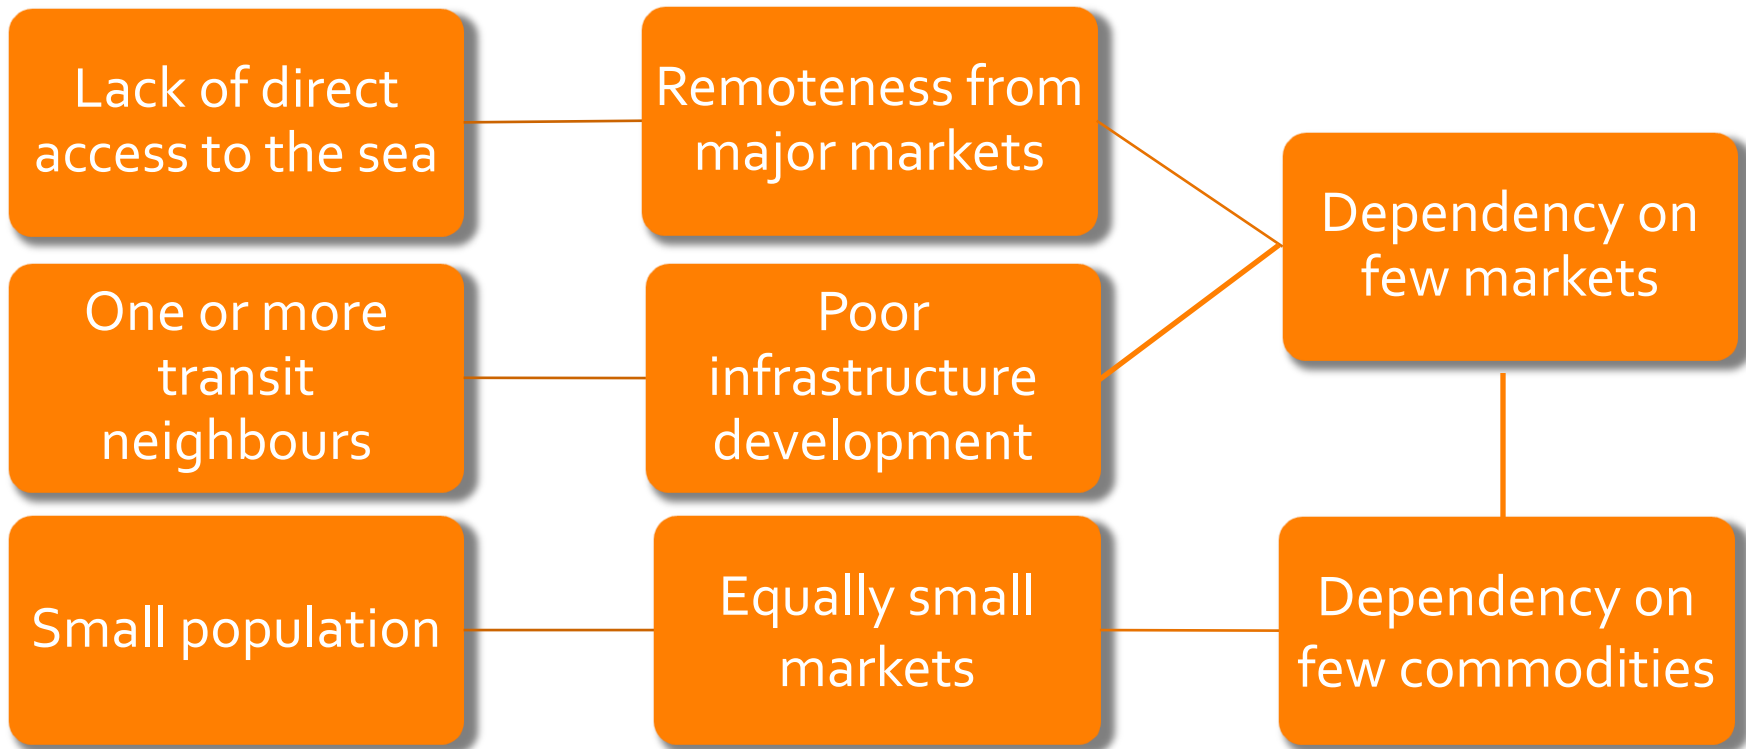 Lack of direct
access to the sea
Remoteness from
major markets
Dependency on
few markets
One or more
transit
neighbours
Poor
infrastructure
development
Small population
Equally small
markets
Dependency on
few commodities